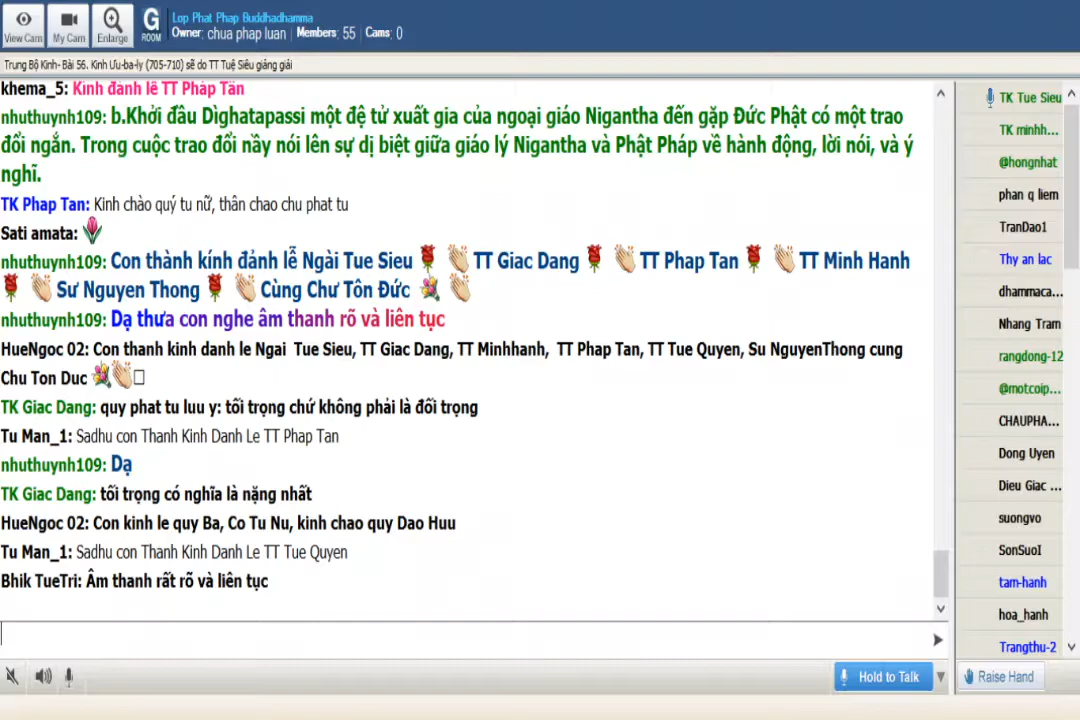 View Cam
My Cam
Enlarge
G
ROOM
Lop Phat Phap Buddhadhamma
Owner: chua phap luan | Members: 55 | Cams: 0
Trung Bộ Kinh- Bài 56. Kinh Ưu-ba-ly (705-710) sẽ do TT Tuệ Siêu giảng giải
khema_5: Kính đảnh lễ TT Pháp Tân
nhuthuynh109: b.Khởi đầu Dìghatapassi một đệ tử xuất gia của ngoại giáo Nigantha đến gặp Đức Phật có một trao
đổi ngắn. Trong cuộc trao đổi nầy nói lên sự dị biệt giữa giáo lý Nigantha và Phật Pháp về hành động, lời nói, và ý
nghĩ.
TK Phap Tan: Kinh chào quý tu nữ, thân chao chu phat tu
Sati amata:
nhuthuynh109: Con thành kính đảnh lễ Ngài Tue Sieu TT Giac Dang TT Phap Tan TT Minh Hanh
Sư Nguyen Thong Cùng Chư Tôn Đức
nhuthuynh109: Dạ thưa con nghe âm thanh rõ và liên tục
HueNgoc 02: Con thanh kinh danh le Ngai Tue Sieu, TT Giac Dang, TT Minhhanh, TT Phap Tan, TT Tue Quyen, Su NguyenThong cung
Chu Ton Duc
TK Giac Dang: quy phat tu luu y: tối trọng chứ không phải là đối trọng
Tu Man_1: Sadhu con Thanh Kinh Danh Le TT Phap Tan
nhuthuynh109: Dạ
TK Giac Dang: tối trọng có nghĩa là nặng nhất
HueNgoc 02: Con kinh le quy Ba, Co Tu Nu, kinh chao quy Dao Huu
Tu Man_1: Sadhu con Thanh Kinh Danh Le TT Tue Quyen
Bhik TueTri: Âm thanh rất rõ và liên tục
TK Tue Sieu
TK minhh...
@hongnhat
phan q liem
TranDao1
Thy an lac
dhammaca...
Nhang Tram
rangdong-12
@motcoip...
CHAUPHA...
Dong Uyen
Dieu Giac ...
suongvo
SonSuoI
tam-hanh
hoa_hanh
Trangthu-2
Hold to Talk
Raise Hand